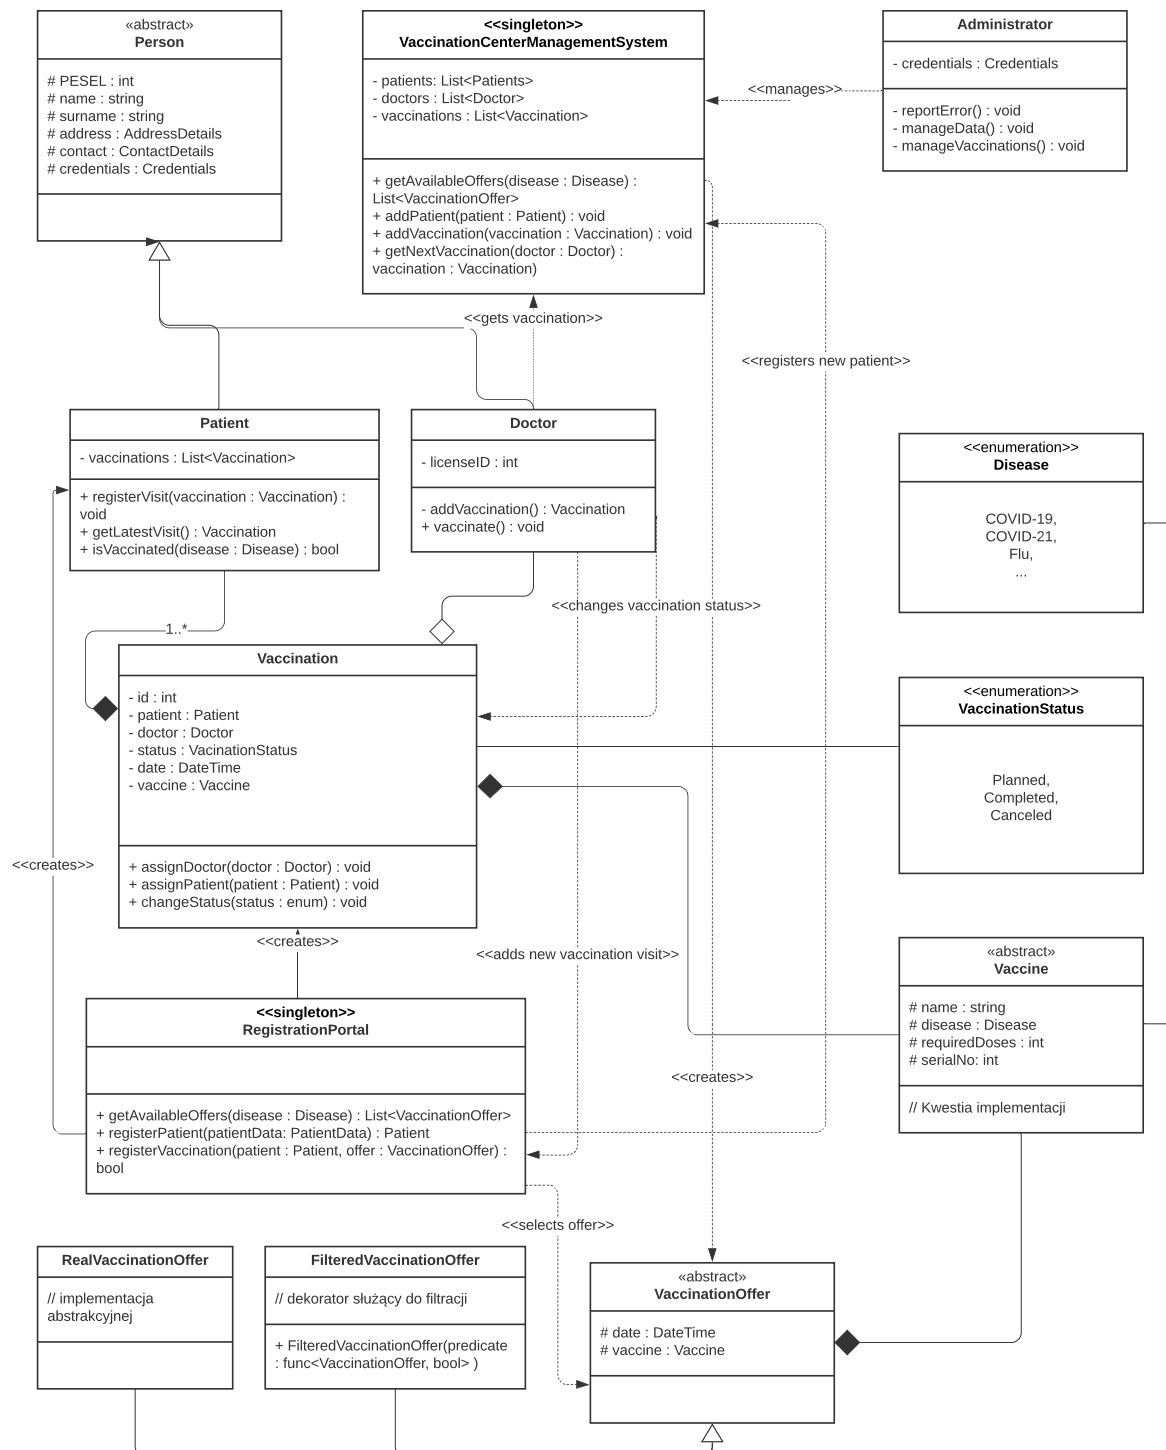 «abstract»
Person
# PESEL : int
# name : string
# surname : string
# address : AddressDetails
# contact : ContactDetails
# credentials : Credentials
<<singleton>>
VaccinationCenterManagementSystem
- patients: List<Patients>
- doctors : List<Doctor>
- vaccinations : List<Vaccination>
+ getAvailableOffers(disease : Disease) :
List<VaccinationOffer>
+ addPatient(patient : Patient) : void
+ addVaccination(vaccination : Vaccination) : void
+ getNextVaccination(doctor : Doctor) :
vaccination : Vaccination)
<<manages>>
Administrator
- credentials : Credentials
- reportError() : void
- manageData() : void
- manageVaccinations() : void
<<gets vaccination>>
<<registers new patient>>
Patient
- vaccinations : List<Vaccination>
+ registerVisit(vaccination : Vaccination) :
void
+ getLatestVisit() : Vaccination
+ isVaccinated(disease : Disease) : bool
Doctor
- licenseID : int
- addVaccination() : Vaccination
+ vaccinate() : void
<<enumeration>>
Disease
COVID-19,
COVID-21,
Flu,
...
<<changes vaccination status>>
1..*
Vaccination
- id : int
- patient : Patient
- doctor : Doctor
- status : VacinationStatus
- date : DateTime
- vaccine : Vaccine
+ assignDoctor(doctor : Doctor) : void
+ assignPatient(patient : Patient) : void
+ changeStatus(status : enum) : void
<<enumeration>>
VaccinationStatus
Planned,
Completed,
Canceled
<<creates>>
<<creates>>
<<adds new vaccination visit>>
«abstract»
Vaccine
# name : string
# disease : Disease
# requiredDoses : int
# serialNo: int
// Kwestia implementacji
<<singleton>>
RegistrationPortal
+ getAvailableOffers(disease : Disease) : List<VaccinationOffer>
+ registerPatient(patientData: PatientData) : Patient
+ registerVaccination(patient : Patient, offer : VaccinationOffer) :
bool
<<creates>>
<<selects offer>>
RealVaccinationOffer
// implementacja
abstrakcyjnej
FilteredVaccinationOffer
// dekorator służący do filtracji
+ FilteredVaccinationOffer(predicate
: func<VaccinationOffer, bool> )
«abstract»
VaccinationOffer
# date : DateTime
# vaccine : Vaccine